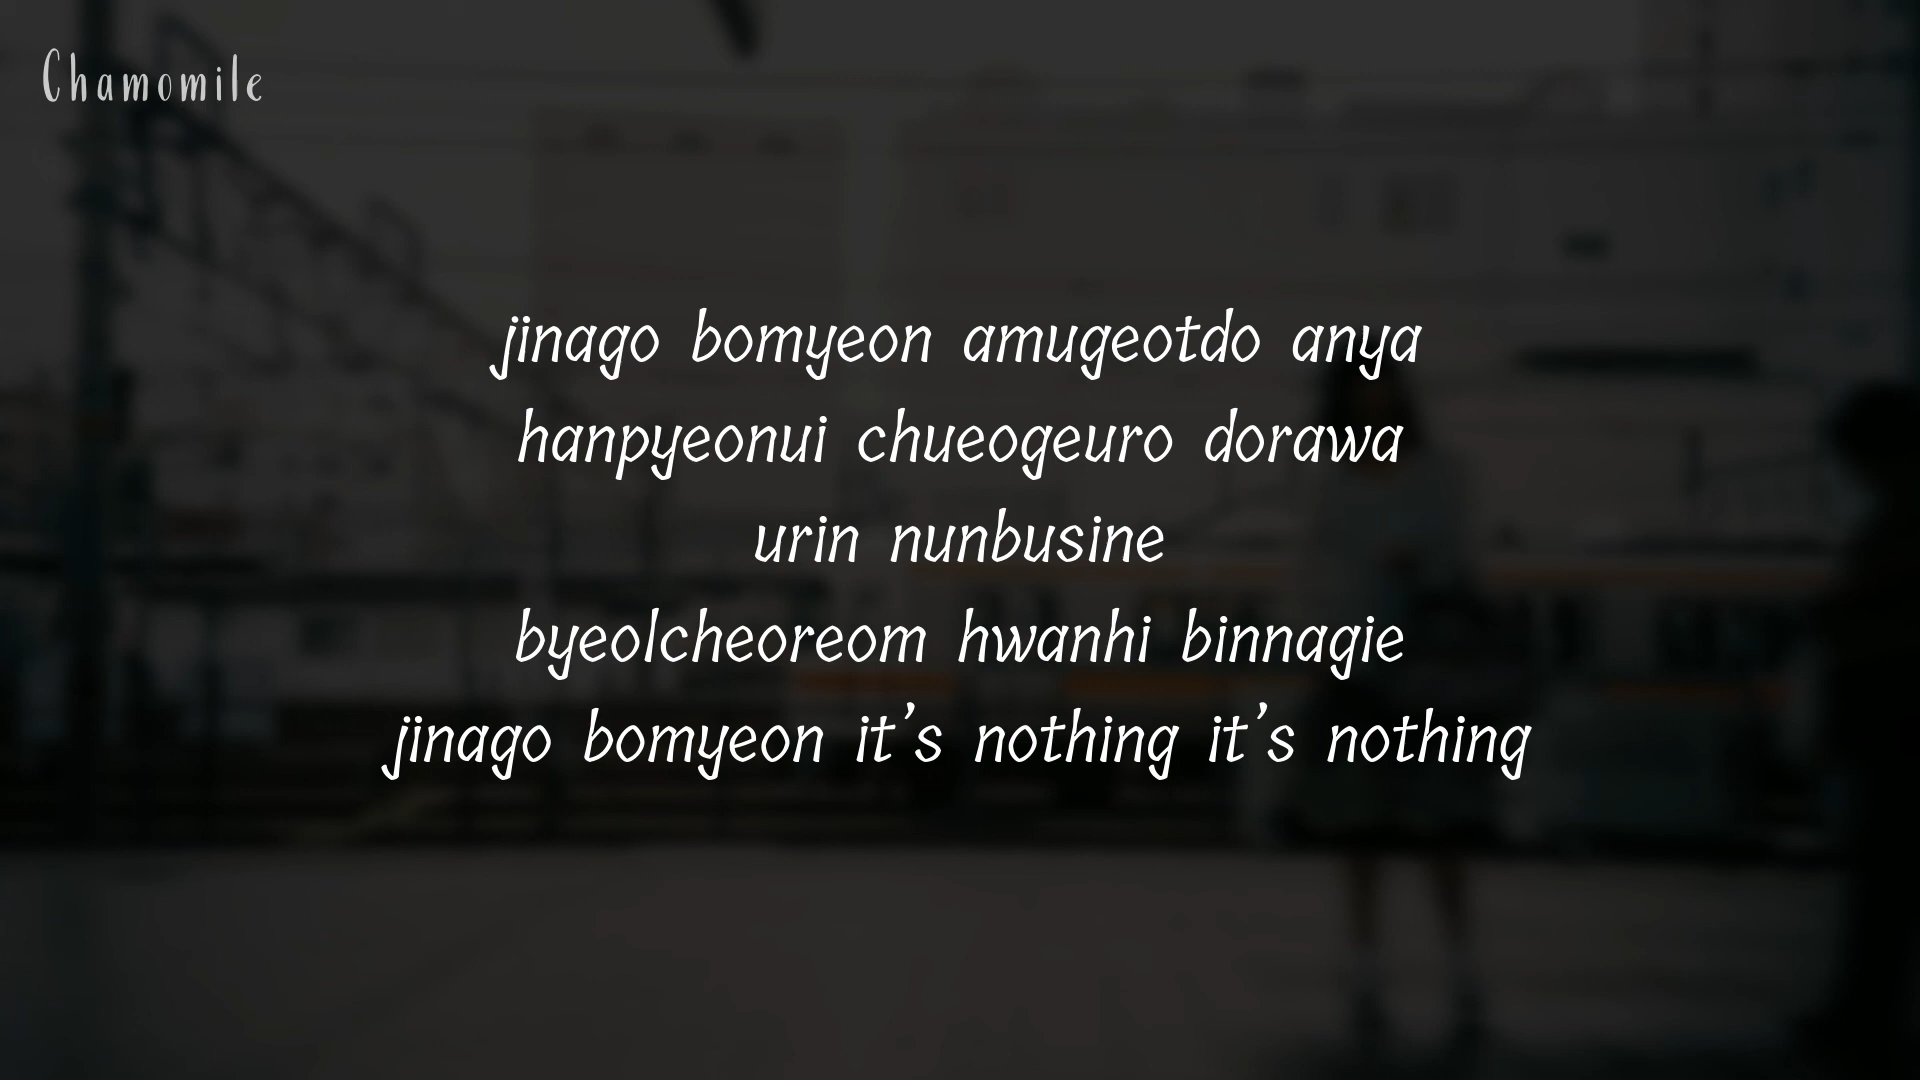 Chamomile
jinago bomyeon amugeotdo anya
hanpyeonui chueogeuro dorawa
urin nunbusine
byeolcheoreom hwanhi binnagie
jinago bomyeon it's nothing it's nothing